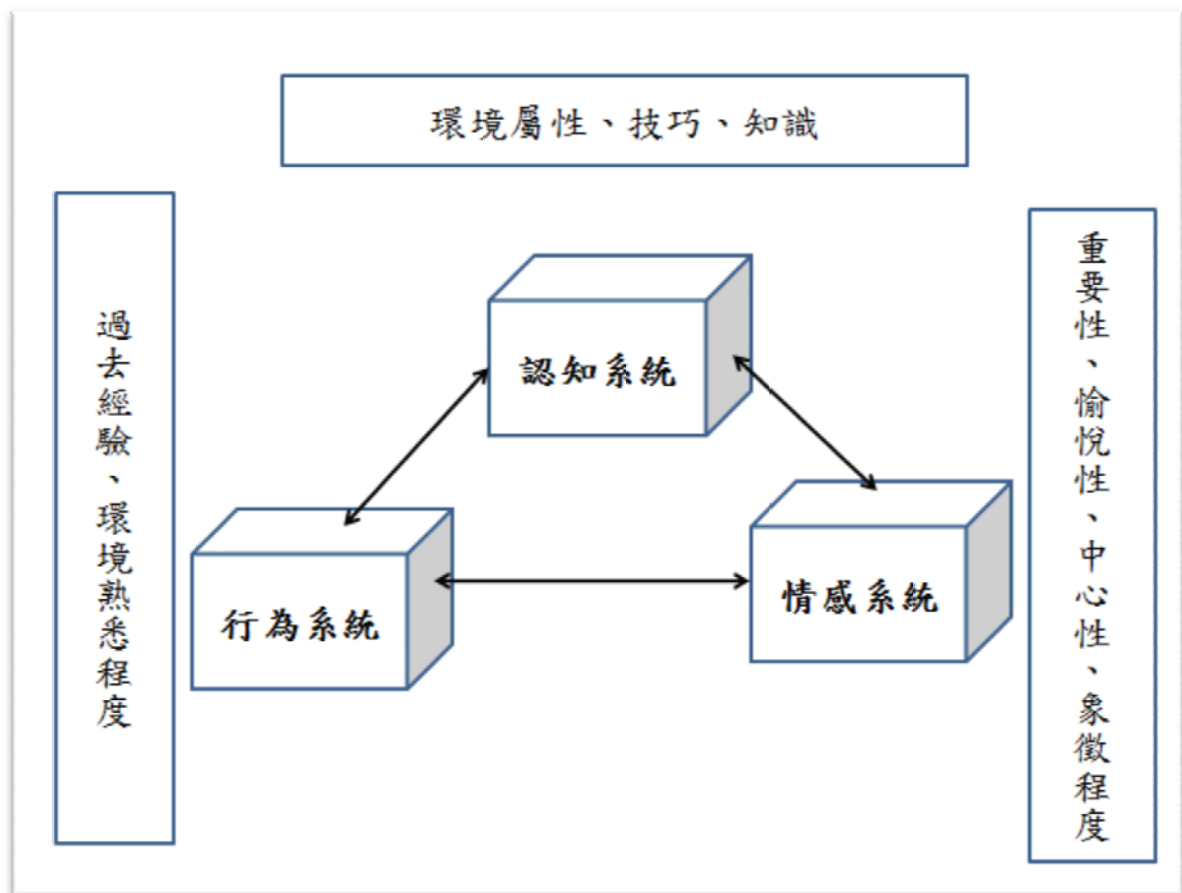 環境屬性、技巧、知識
過去經驗、環境熟悉程度
認知系統
行為系統
情感系統
重要性、愉悅性、中心性、象徵程度